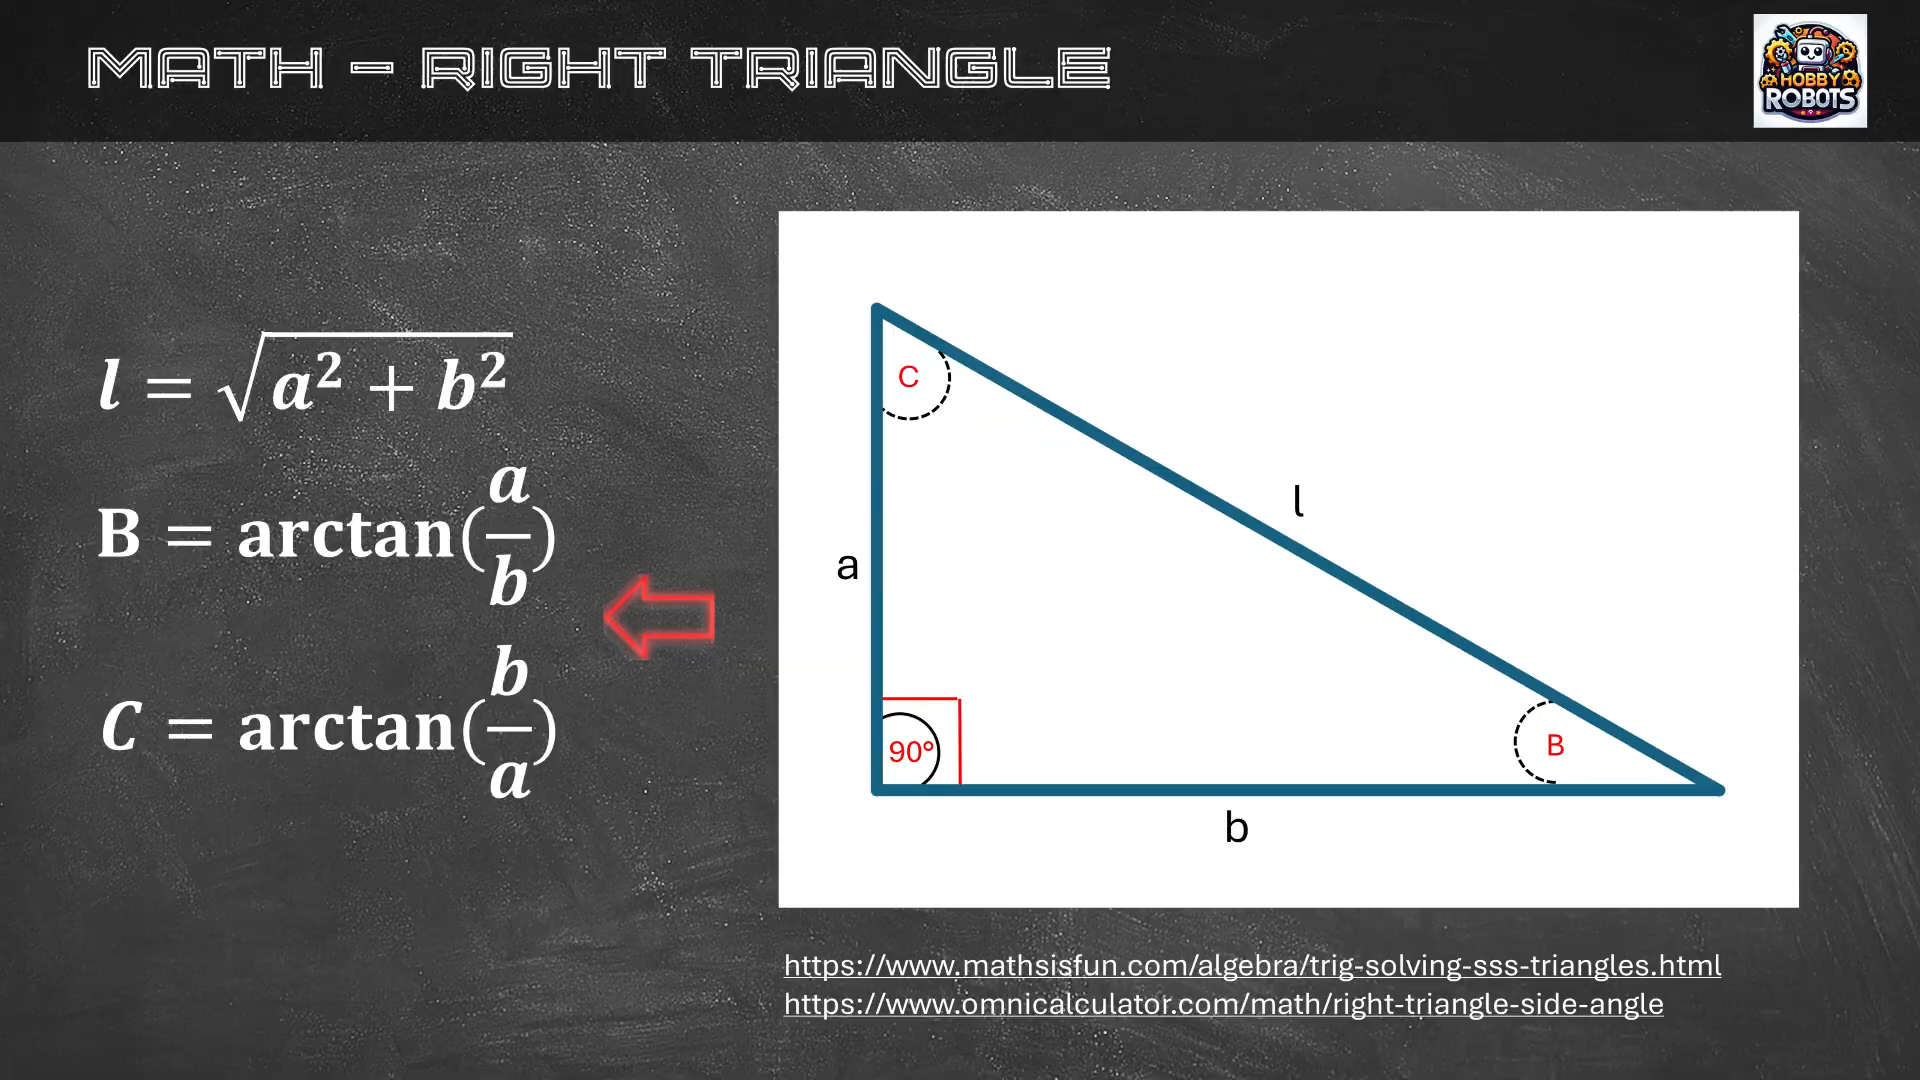 MATH - RIGHT TRIANGLE
HOBBY
ROBOTS
l = √a² + b²
B = arctan(a/b)
C = arctan(b/a)
C
l
a
90°
B
b
https://www.mathsisfun.com/algebra/trig-solving-sss-triangles.html
https://www.omnicalculator.com/math/right-triangle-side-angle